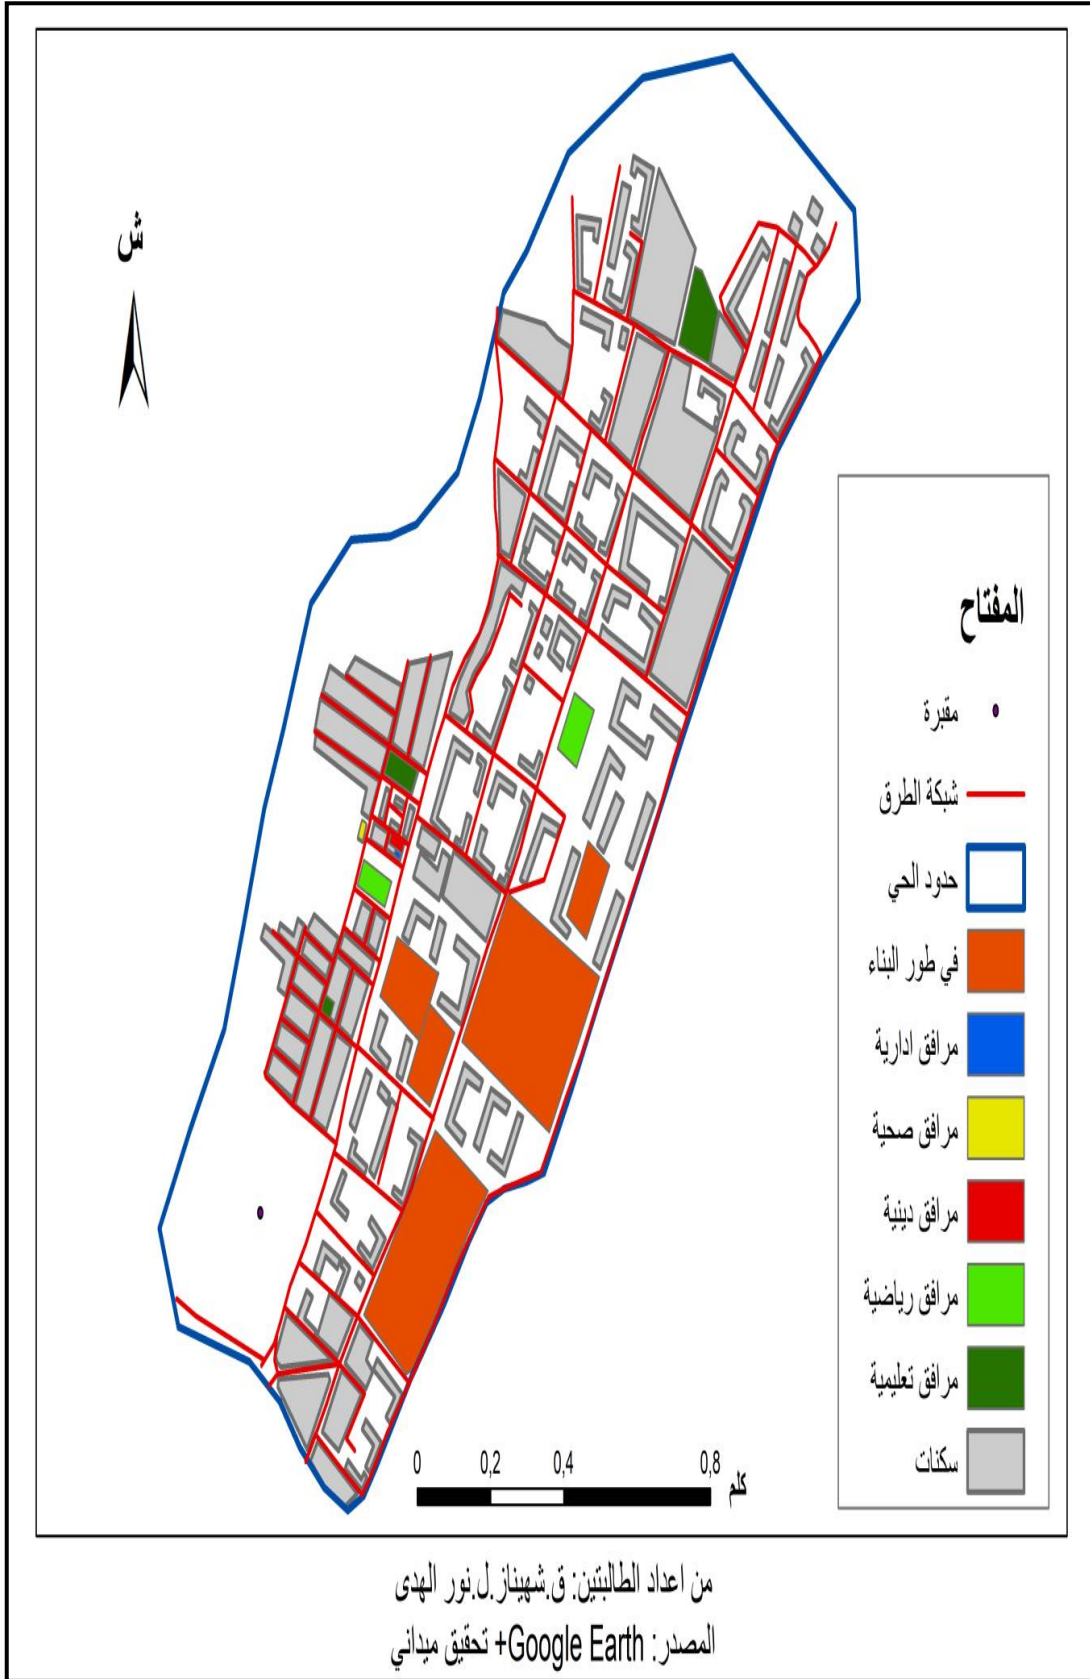 ش
المفتاح
مقبرة
شبكة الطرق
حدود الحي
في طور البناء
مرافق ادارية
مرافق صحية
مرافق دينية
مرافق رياضية
مرافق تعليمية
سكنات
0 0,2 0,4 0,8
كلم
من اعداد الطالبتين: ق.شهيناز.ل.نور الهدى
المصدر: Google Earth+ تحقيق ميداني